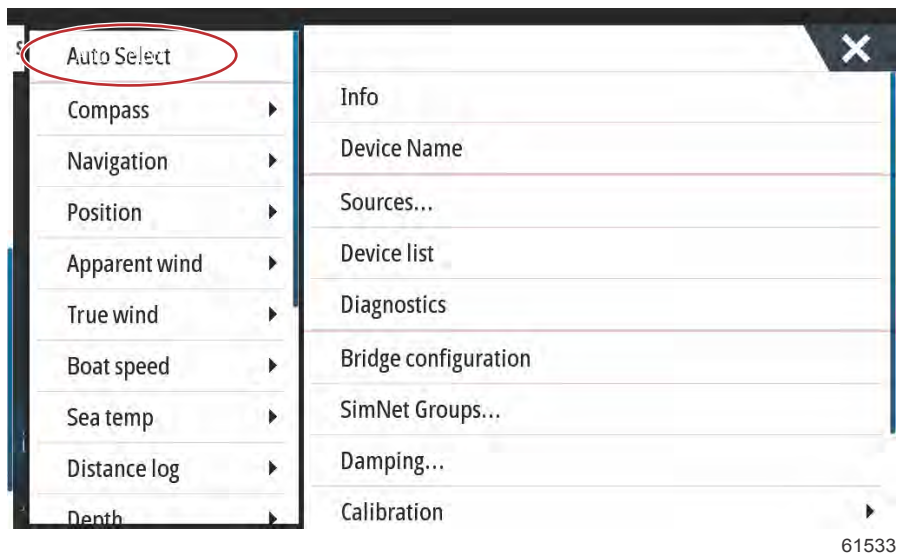 Auto Select
Compass
Navigation
Position
Apparent wind
True wind
Boat speed
Sea temp
Distance log
Depth
Info
Device Name
Sources...
Device list
Diagnostics
Bridge configuration
SimNet Groups...
Damping...
Calibration
61533